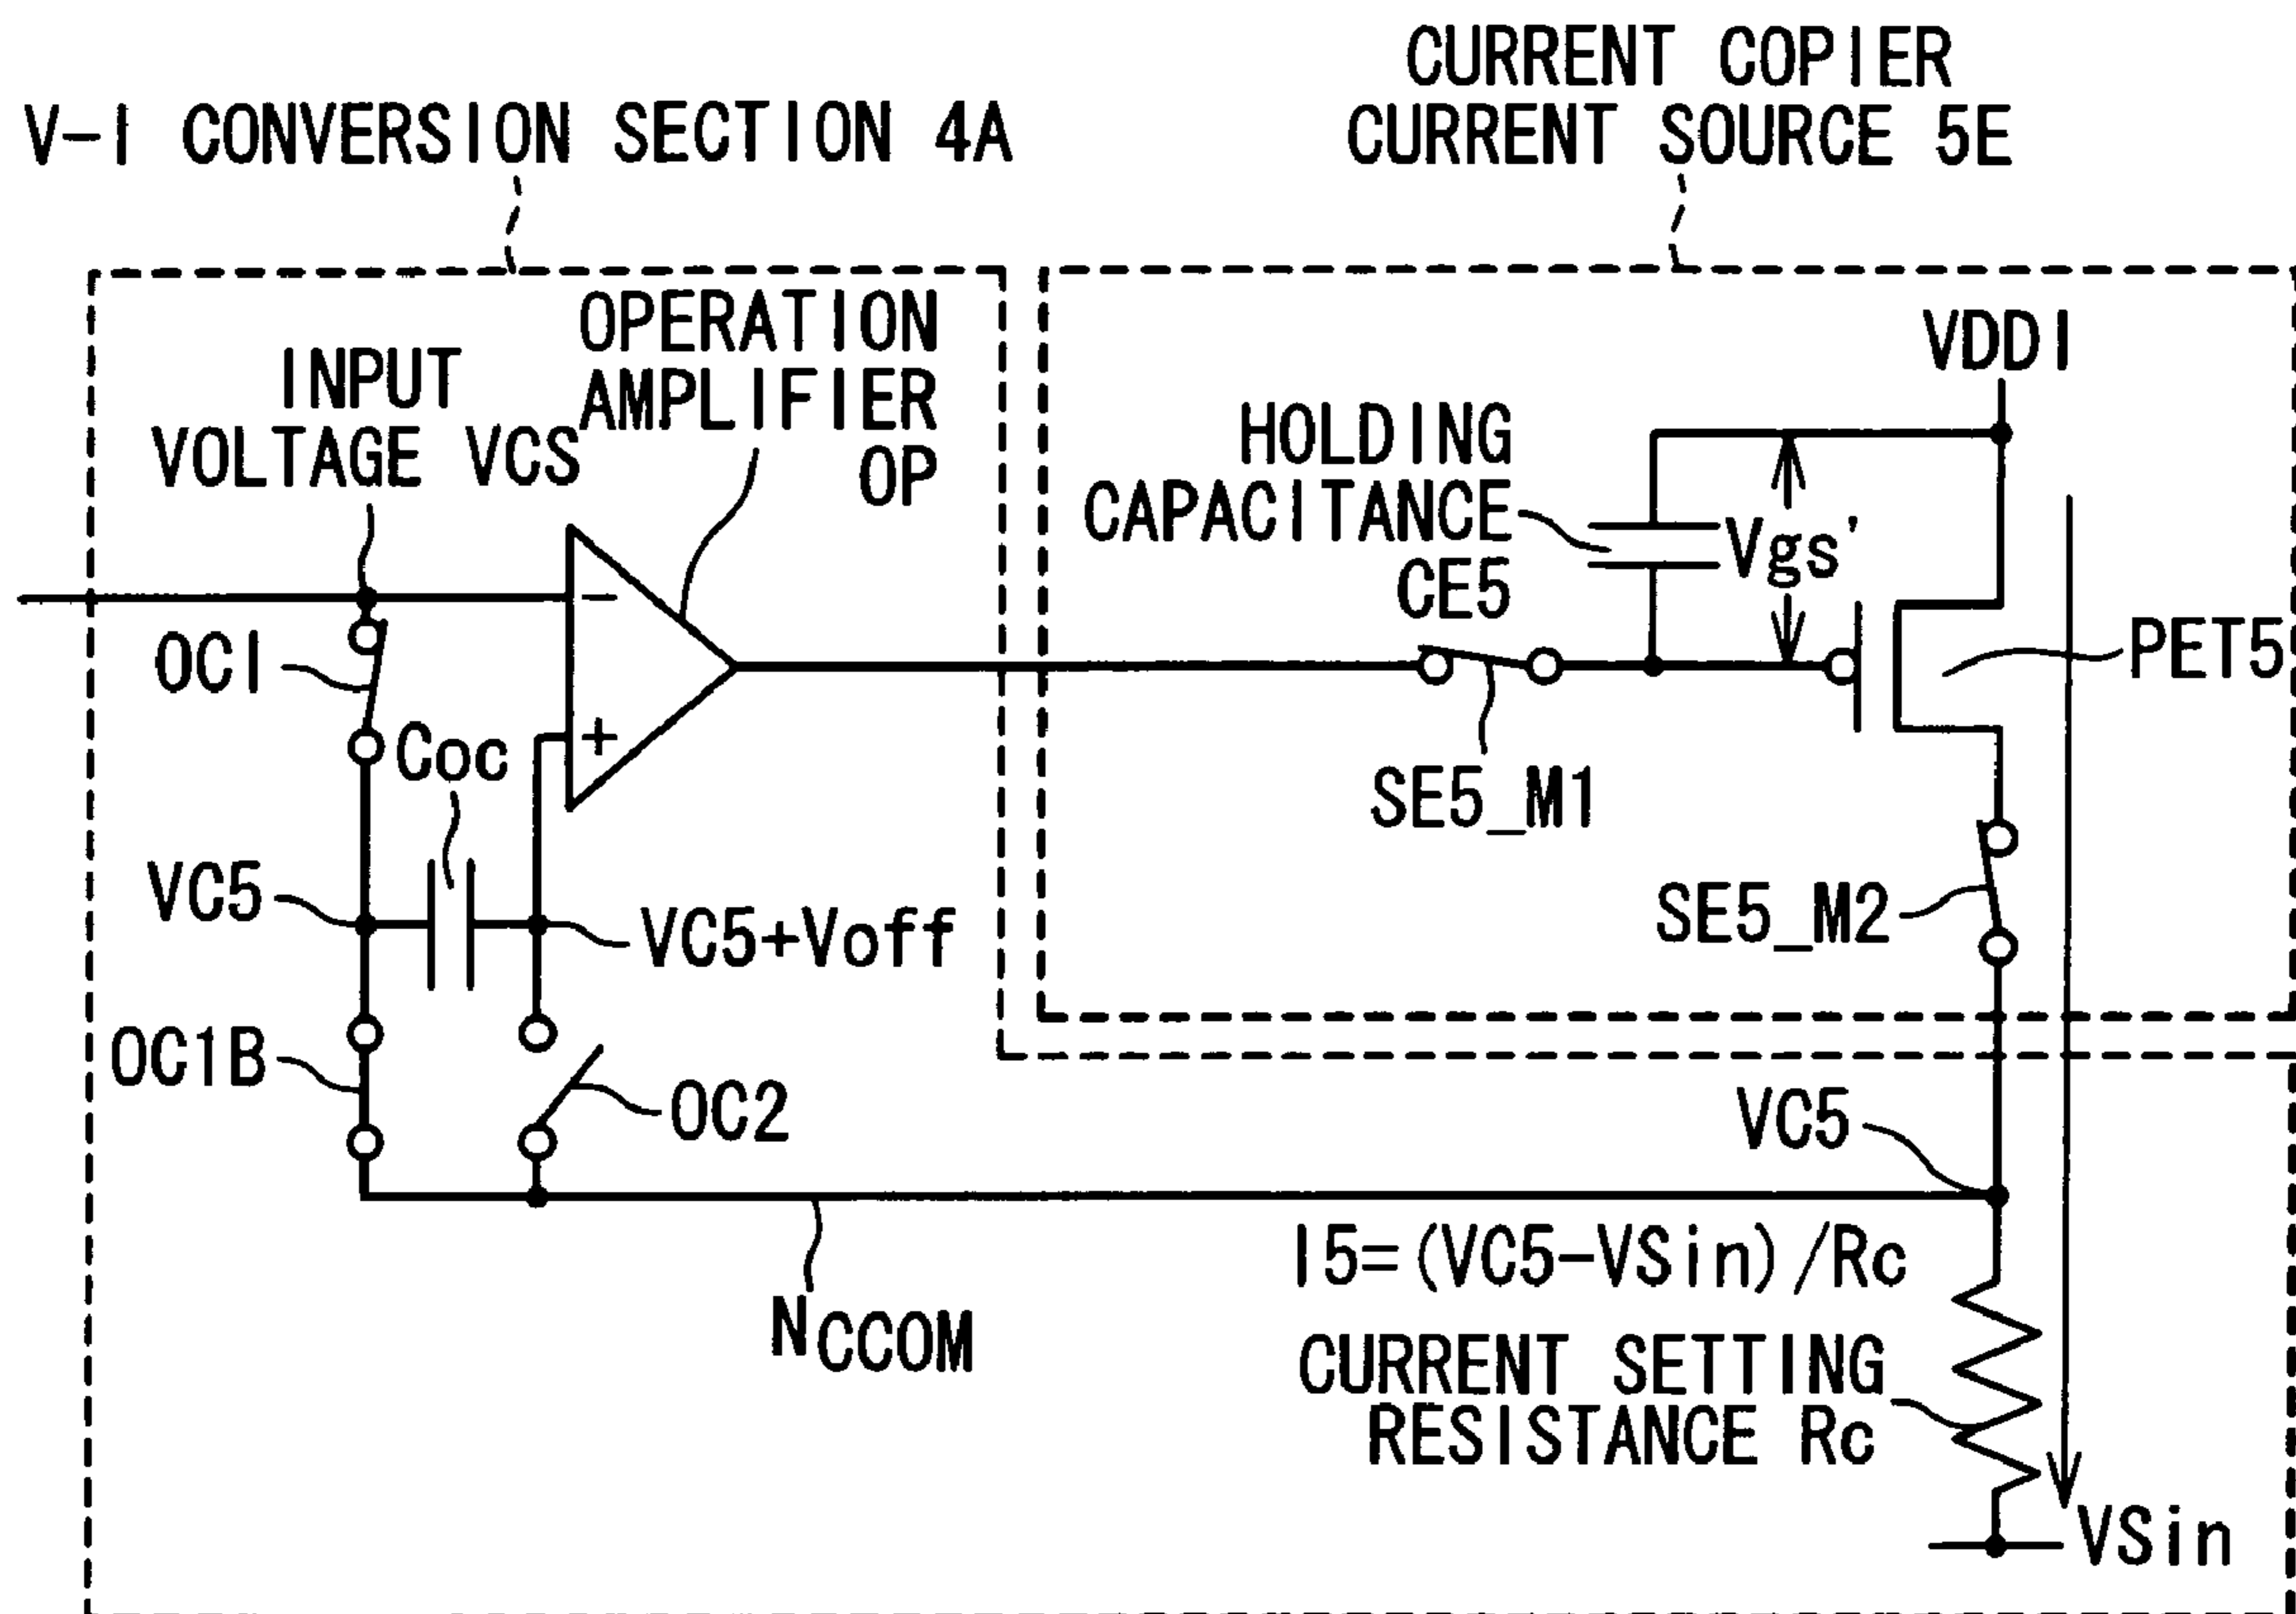 CURRENT COPIER
CURRENT SOURCE 5E
V-I CONVERSION SECTION 4A
OPERATION
AMPLIFIER
OP
INPUT
VOLTAGE VCS
VDD1
HOLDING
CAPACITANCE
CE5
Vgs'
−
OC1
PET5
+
Coc
SE5_M1
VC5
VC5+Voff
SE5_M2
OC1B
OC2
VC5
I5=(VC5-VSin)/Rc
NCCOM
CURRENT SETTING
RESISTANCE Rc
VSin